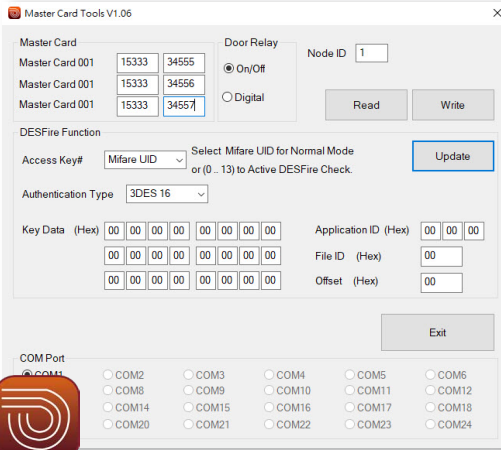 Master Card Tools V1.06
Master Card
Door Relay
Node ID 1
Master Card 001 15333 34555
On/Off
Master Card 001 15333 34556
Master Card 001 15333 34557
Digital
Read Write
DESFire Function
Access Key# Mifare UID Select Mifare UID for Normal Mode
or (0 .. 13) to Active DESFire Check.
Update
Authentication Type 3DES 16
Key Data (Hex) 00 00 00 00 00 00 00 00 Application ID (Hex) 00 00 00
00 00 00 00 00 00 00 00 File ID (Hex) 00
00 00 00 00 00 00 00 00 Offset (Hex) 00
Exit
COM Port
COM1 COM2 COM3 COM4 COM5 COM6
COM8 COM9 COM10 COM11 COM12
COM14 COM15 COM16 COM17 COM18
COM20 COM21 COM22 COM23 COM24